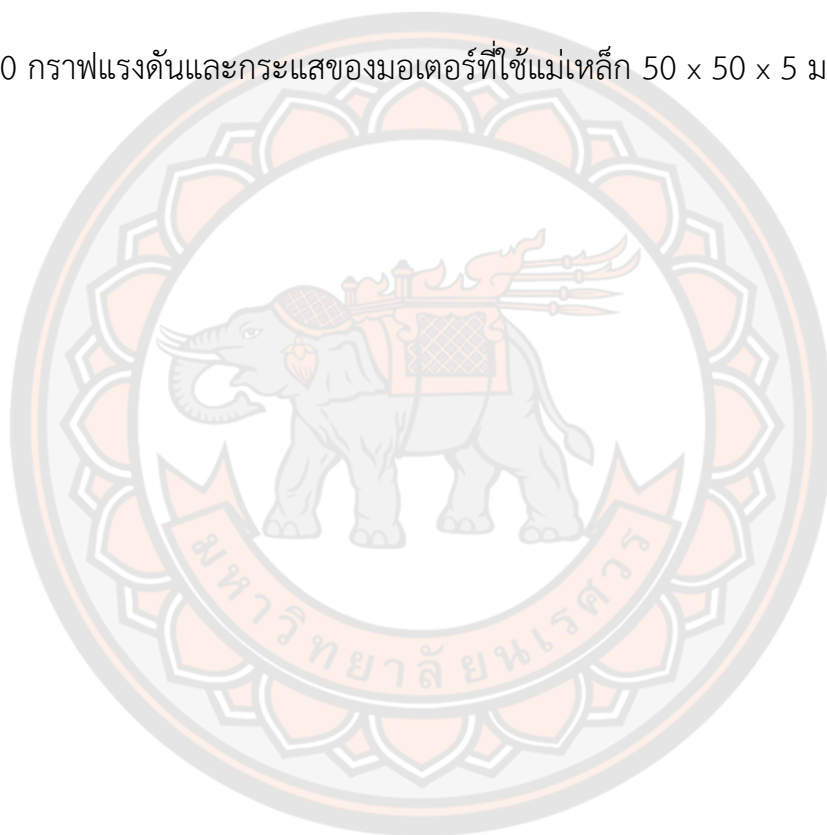 0 กราฟแรงดันและกระแสของมอเตอร์ที่ใช้แม่เหล็ก 50 x 50 x 5 ม
มหาวิทยาลัยนเรศวร